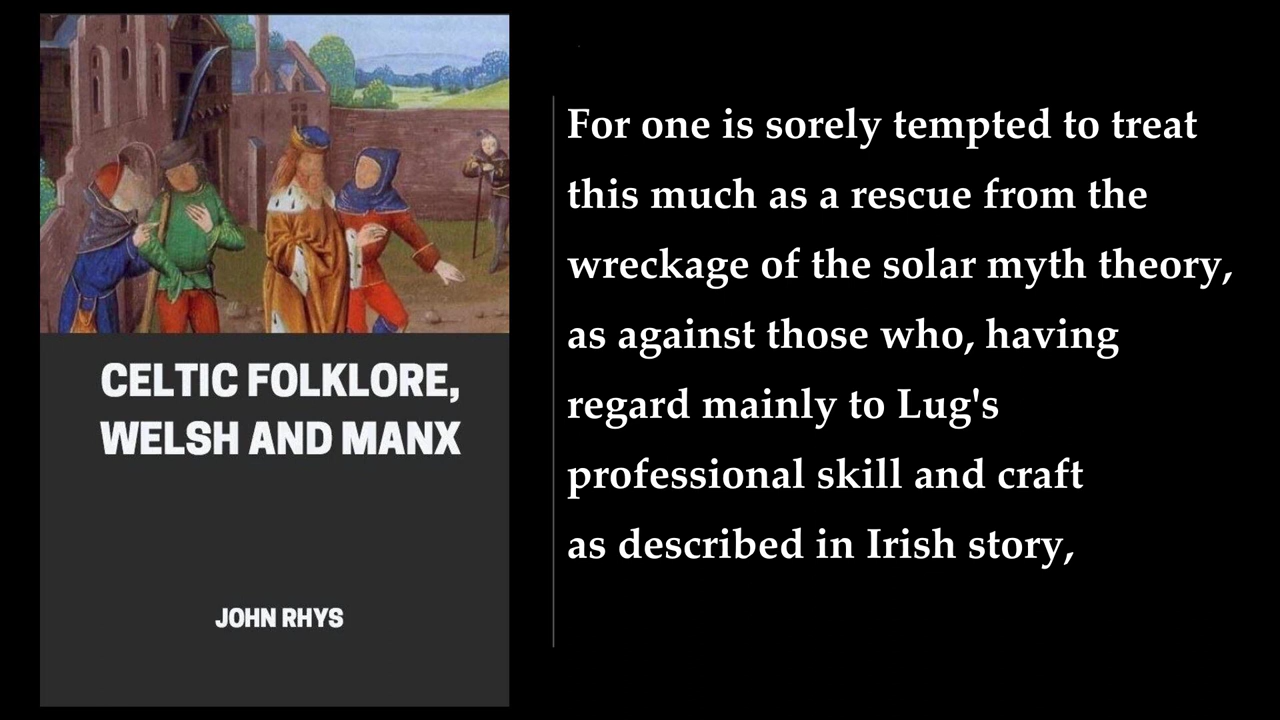 CELTIC FOLKLORE,
WELSH AND MANX
JOHN RHYS
For one is sorely tempted to treat
this much as a rescue from the
wreckage of the solar myth theory,
as against those who, having
regard mainly to Lug's
professional skill and craft
as described in Irish story,